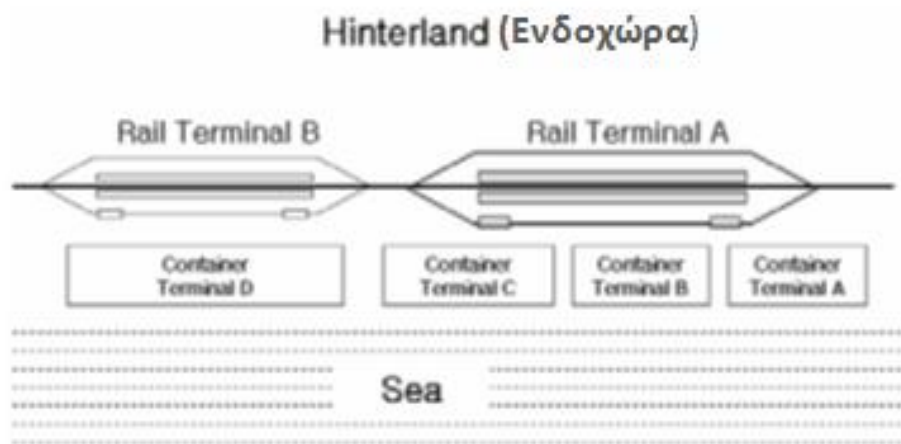 Hinterland (Ενδοχώρα)
Rail Terminal B
Rail Terminal A
Container
Terminal D
Container
Terminal C
Container
Terminal B
Container
Terminal A
Sea